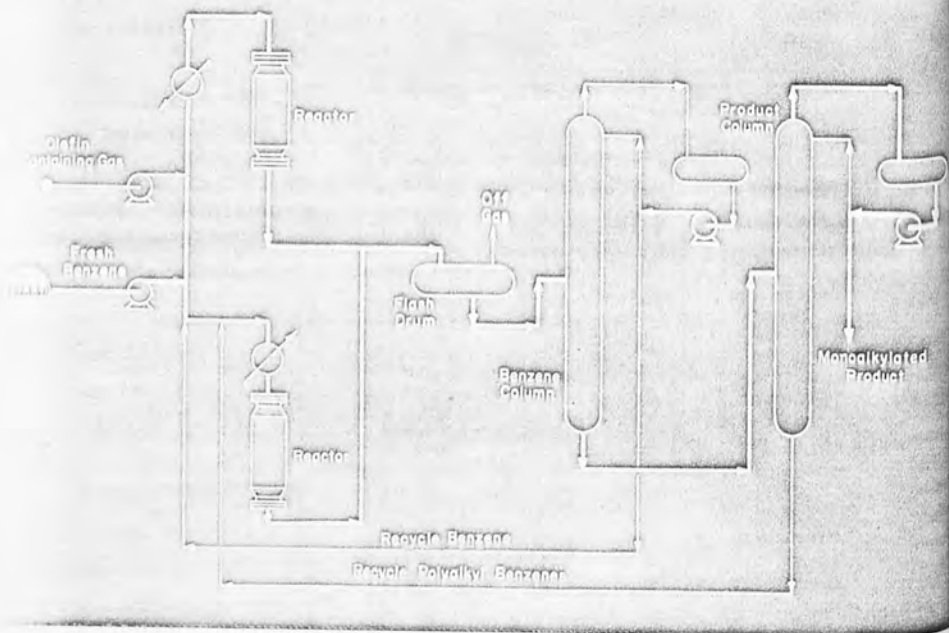 Olefin
Containing Gas
Fresh
Benzene
Reactor
Reactor
Off
Gas
Flash
Drum
Benzene
Column
Product
Column
Monoalkylated
Product
Recycle Benzene
Recycle Polyalkyl Benzenes